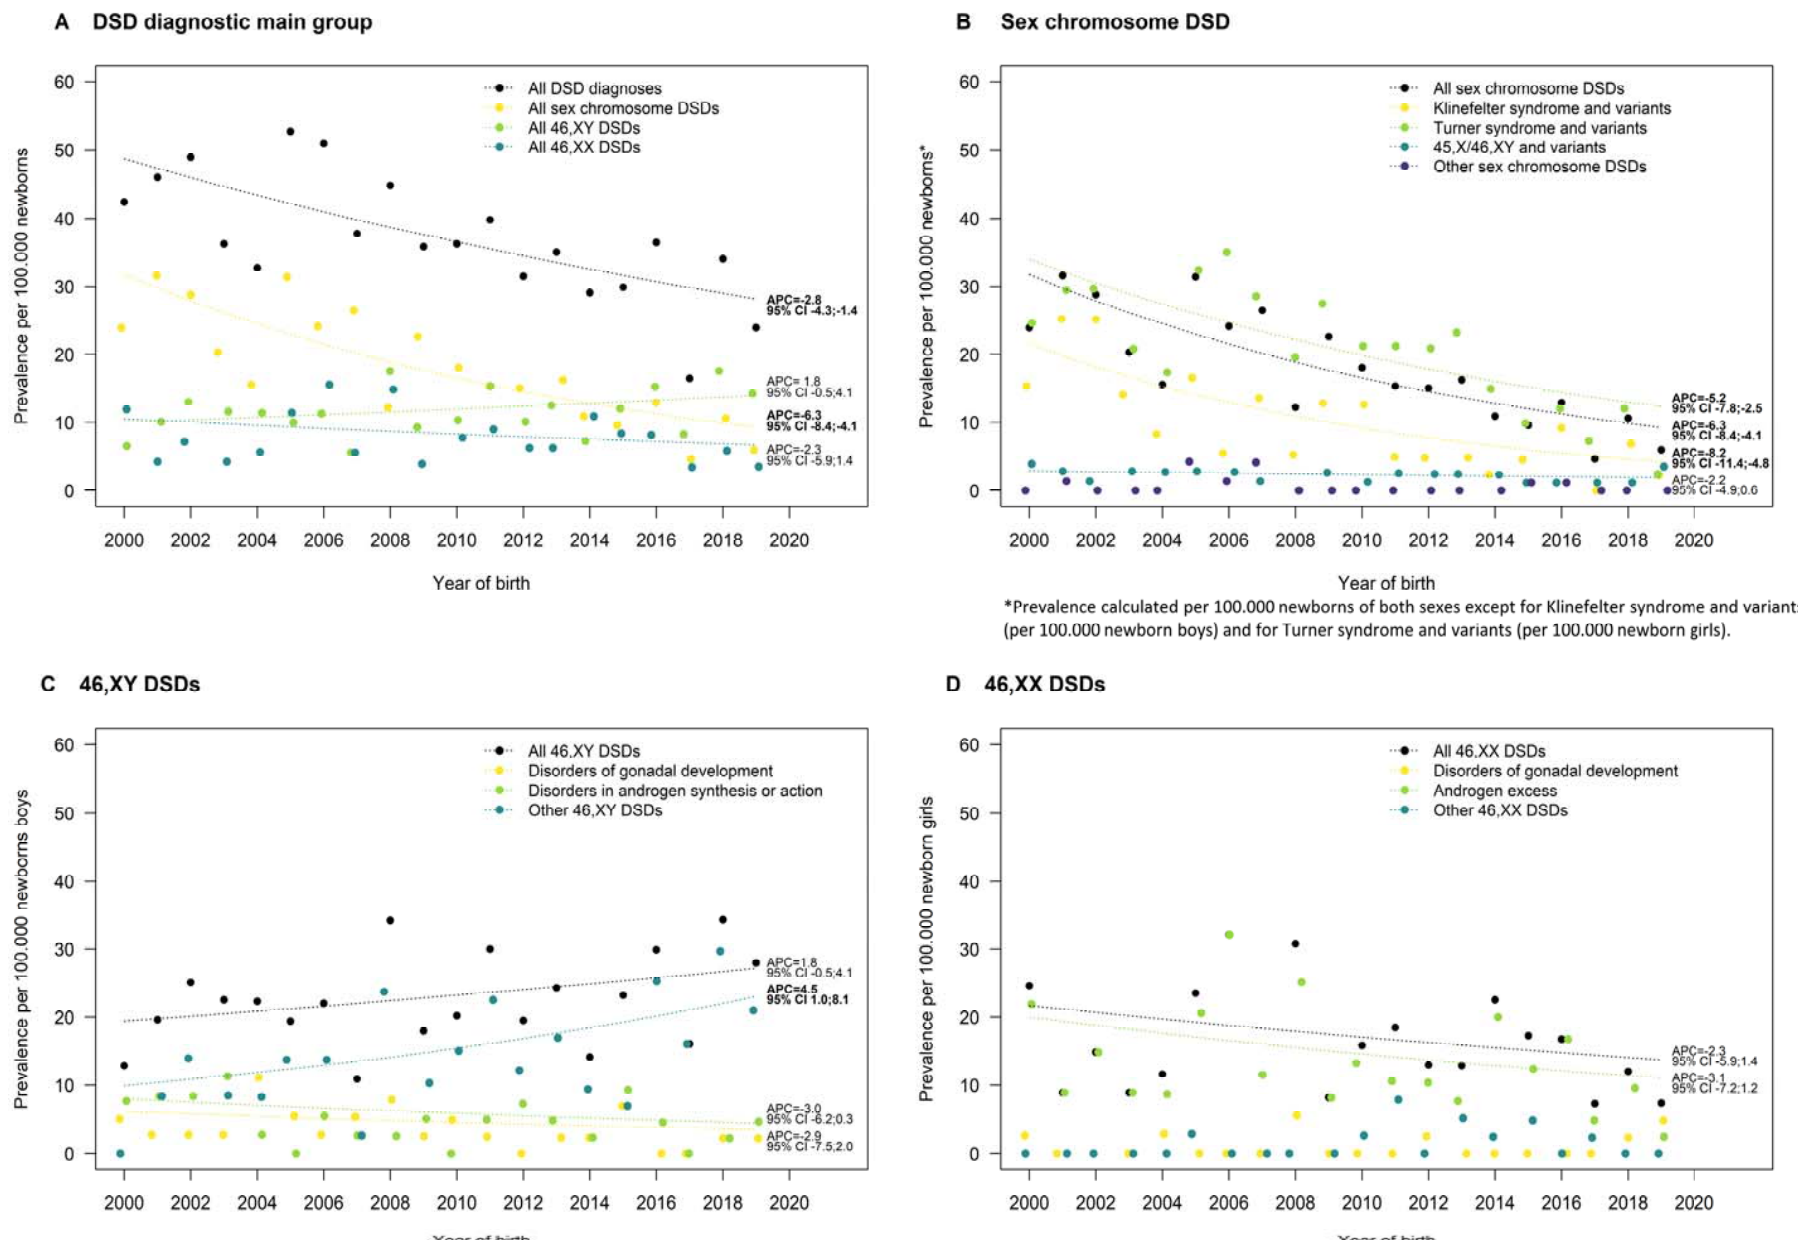 A DSD diagnostic main group
Prevalence per 100.000 newborns
60
50
40
30
20
10
0
All DSD diagnoses
All sex chromosome DSDs
All 46,XY DSDs
All 46,XX DSDs
APC=-2.8
95% CI -4.3;-1.4
APC= 1.8
95% CI -0.5;4.1
APC=-6.3
95% CI -8.4;-4.1
APC=-2.3
95% CI -5.9;1.4
2000 2002 2004 2006 2008 2010 2012 2014 2016 2018 2020
Year of birth
B Sex chromosome DSD
Prevalence per 100.000 newborns*
60
50
40
30
20
10
0
All sex chromosome DSDs
Klinefelter syndrome and variants
Turner syndrome and variants
45,X/46,XY and variants
Other sex chromosome DSDs
APC=-5.2
95% CI -7.8;-2.5
APC=-6.3
95% CI -8.4;-4.1
APC=-8.2
95% CI -11.4;-4.8
APC=-2.2
95% CI -4.9;0.6
2000 2002 2004 2006 2008 2010 2012 2014 2016 2018 2020
Year of birth
*Prevalence calculated per 100.000 newborns of both sexes except for Klinefelter syndrome and variants
(per 100.000 newborn boys) and for Turner syndrome and variants (per 100.000 newborn girls).
C 46,XY DSDs
Prevalence per 100.000 newborns boys
60
50
40
30
20
10
0
All 46,XY DSDs
Disorders of gonadal development
Disorders in androgen synthesis or action
Other 46,XY DSDs
APC=1.8
95% CI -0.5;4.1
APC=4.5
95% CI 1.0;8.1
APC=-3.0
95% CI -6.2;0.3
APC=-2.9
95% CI -7.5;2.0
2000 2002 2004 2006 2008 2010 2012 2014 2016 2018 2020
Year of birth
D 46,XX DSDs
Prevalence per 100.000 newborn girls
60
50
40
30
20
10
0
All 46,XX DSDs
Disorders of gonadal development
Androgen excess
Other 46,XX DSDs
APC=-2.3
95% CI -5.9;1.4
APC=-3.1
95% CI -7.2;1.2
2000 2002 2004 2006 2008 2010 2012 2014 2016 2018 2020
Year of birth